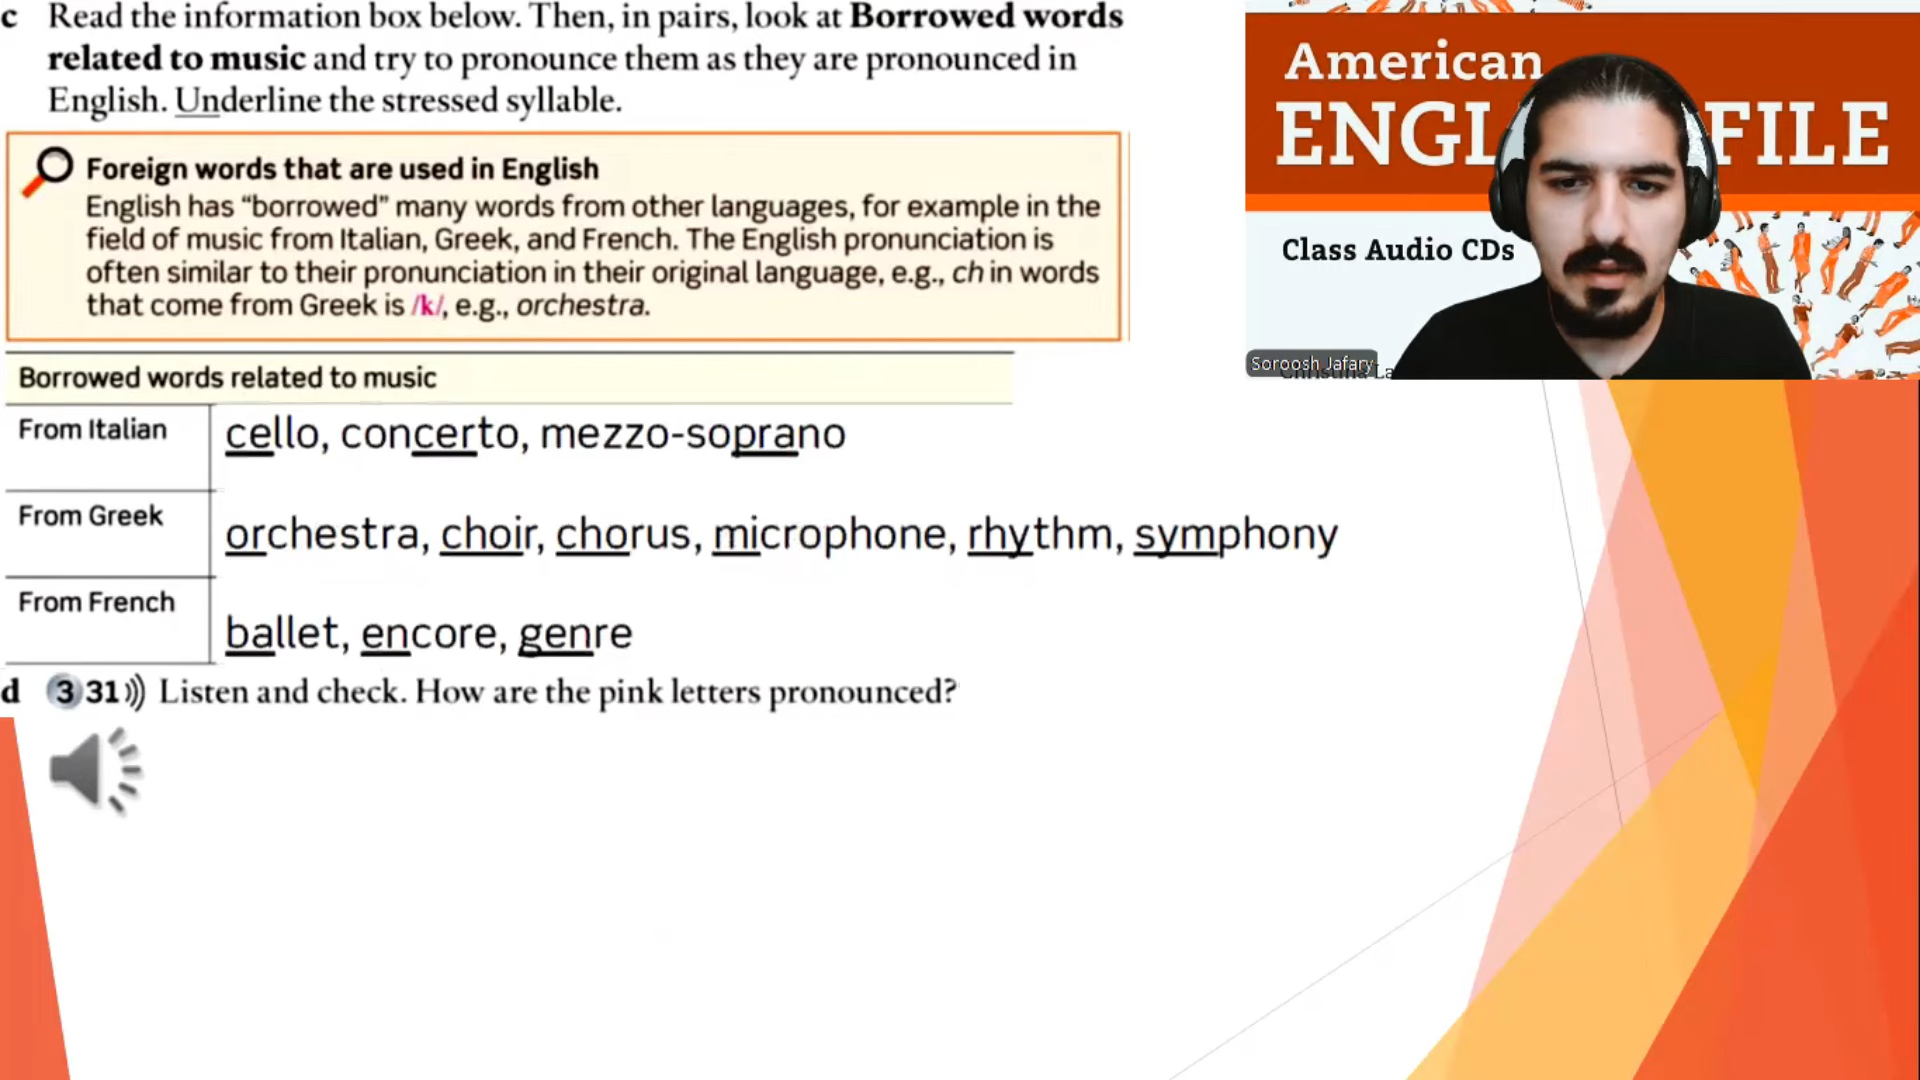 c Read the information box below. Then, in pairs, look at Borrowed words
related to music and try to pronounce them as they are pronounced in
English. Underline the stressed syllable.
Foreign words that are used in English
English has “borrowed” many words from other languages, for example in the
field of music from Italian, Greek, and French. The English pronunciation is
often similar to their pronunciation in their original language, e.g., ch in words
that come from Greek is /k/, e.g., orchestra.
Borrowed words related to music
From Italian
cello, concerto, mezzo-soprano
From Greek
orchestra, choir, chorus, microphone, rhythm, symphony
From French
ballet, encore, genre
d 3 31))) Listen and check. How are the pink letters pronounced?
American
ENGL FILE
Class Audio CDs
Soroosh Jafary